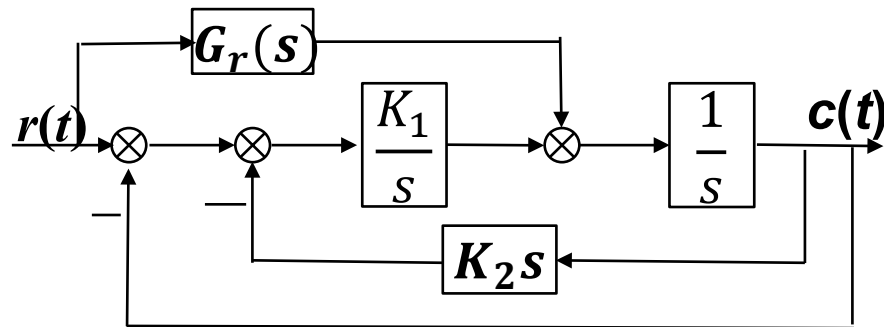 G_r(s)
r(t)
K_1
s
1
s
c(t)
−
−
K_2 s